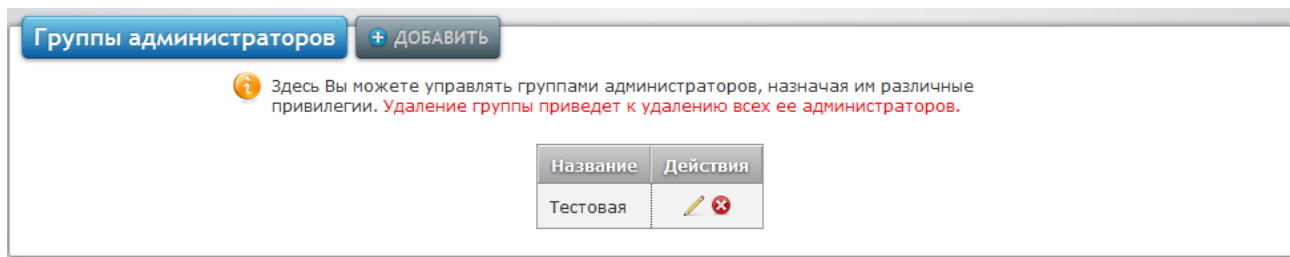 Группы администраторов
ДОБАВИТЬ
Здесь Вы можете управлять группами администраторов, назначая им различные
привилегии. Удаление группы приведет к удалению всех ее администраторов.
Название Действия
Тестовая